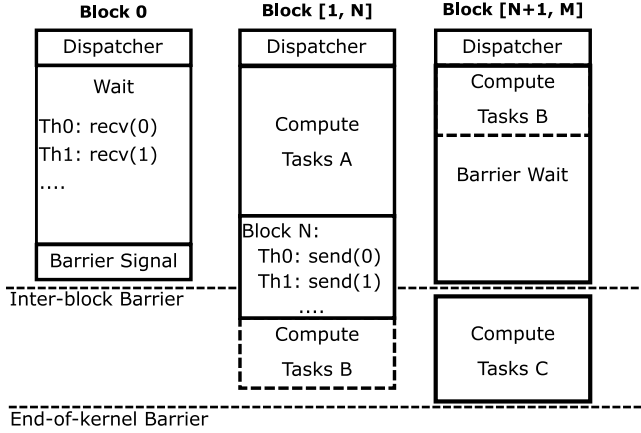 Block 0
Dispatcher
Wait
Th0: recv(0)
Th1: recv(1)
....
Barrier Signal
Block [1, N]
Dispatcher
Compute
Tasks A
Block N:
Th0: send(0)
Th1: send(1)
....
Compute
Tasks B
Block [N+1, M]
Dispatcher
Compute
Tasks B
Barrier Wait
Compute
Tasks C
Inter-block Barrier
End-of-kernel Barrier